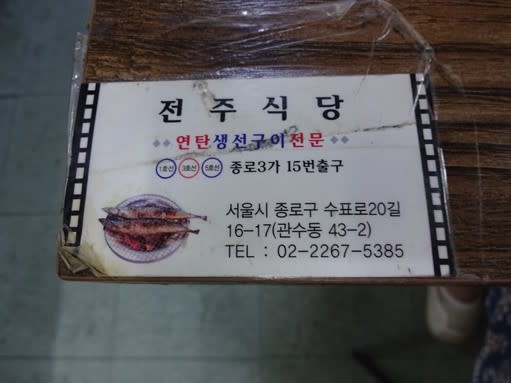 전주식당
연탄생선구이전문
1호선 3호선 5호선 종로3가 15번출구
서울시 종로구 수표로20길
16-17(관수동 43-2)
TEL : 02-2267-5385